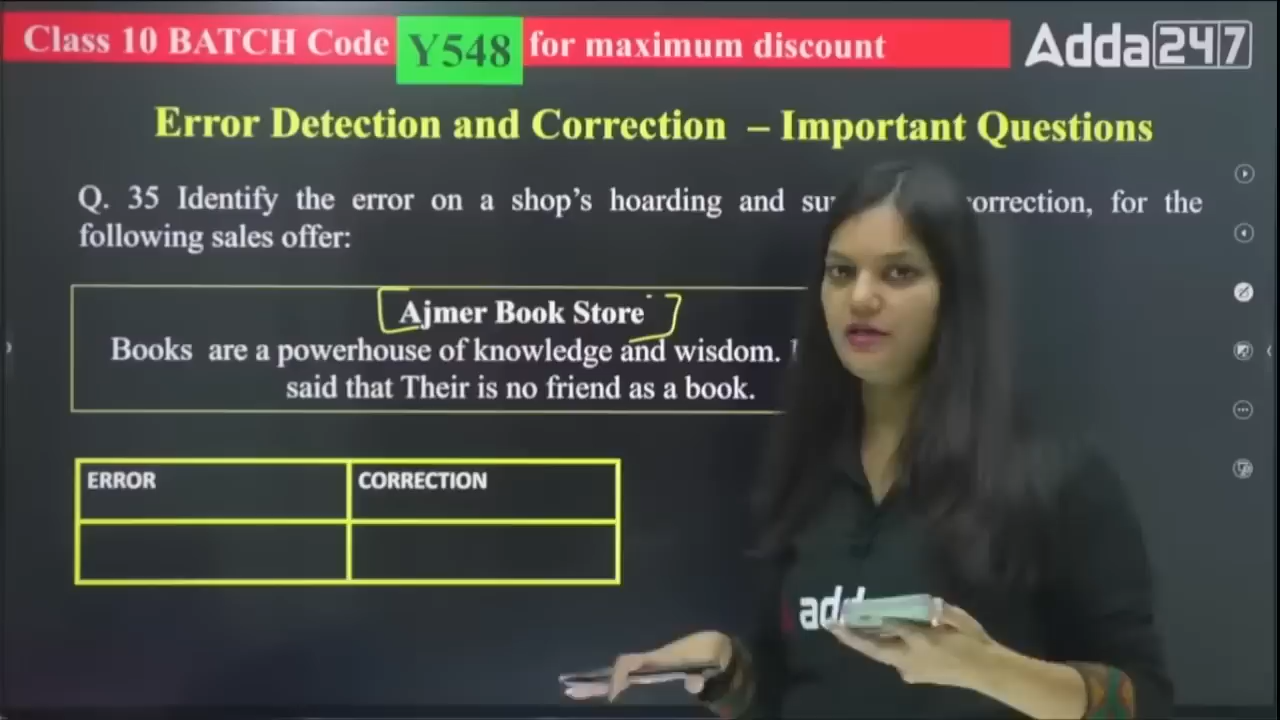 Class 10 BATCH Code Y548 for maximum discount
Adda247
Error Detection and Correction – Important Questions
Q. 35 Identify the error on a shop's hoarding and orrection, for the
following sales offer:
Ajmer Book Store
Books are a powerhouse of knowledge and wisdom.
said that Their is no friend as a book.
ERROR CORRECTION
add